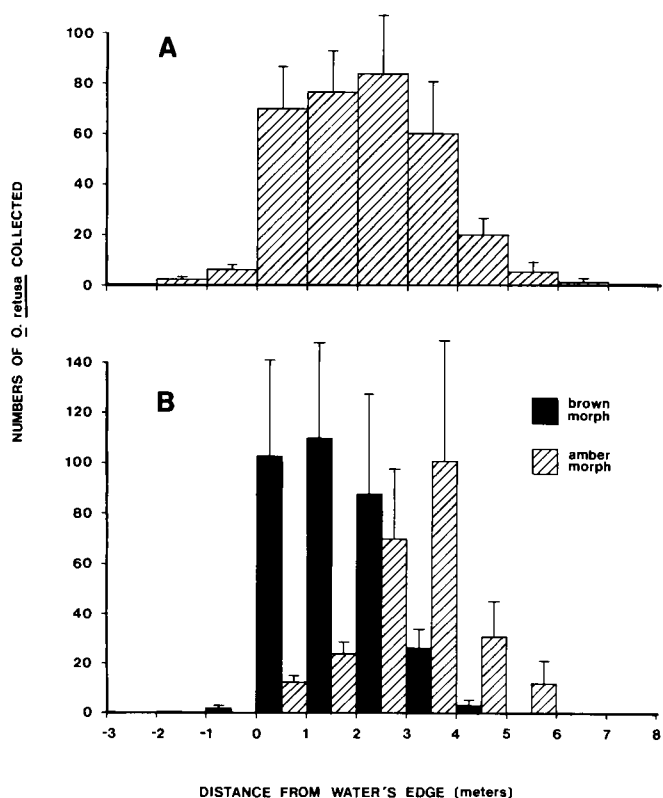 A
100
80
60
40
20
0
NUMBERS OF O. retusa COLLECTED
B
140
120
100
80
60
40
20
0
brown
morph
amber
morph
-3 -2 -1 0 1 2 3 4 5 6 7 8
DISTANCE FROM WATER'S EDGE (meters)